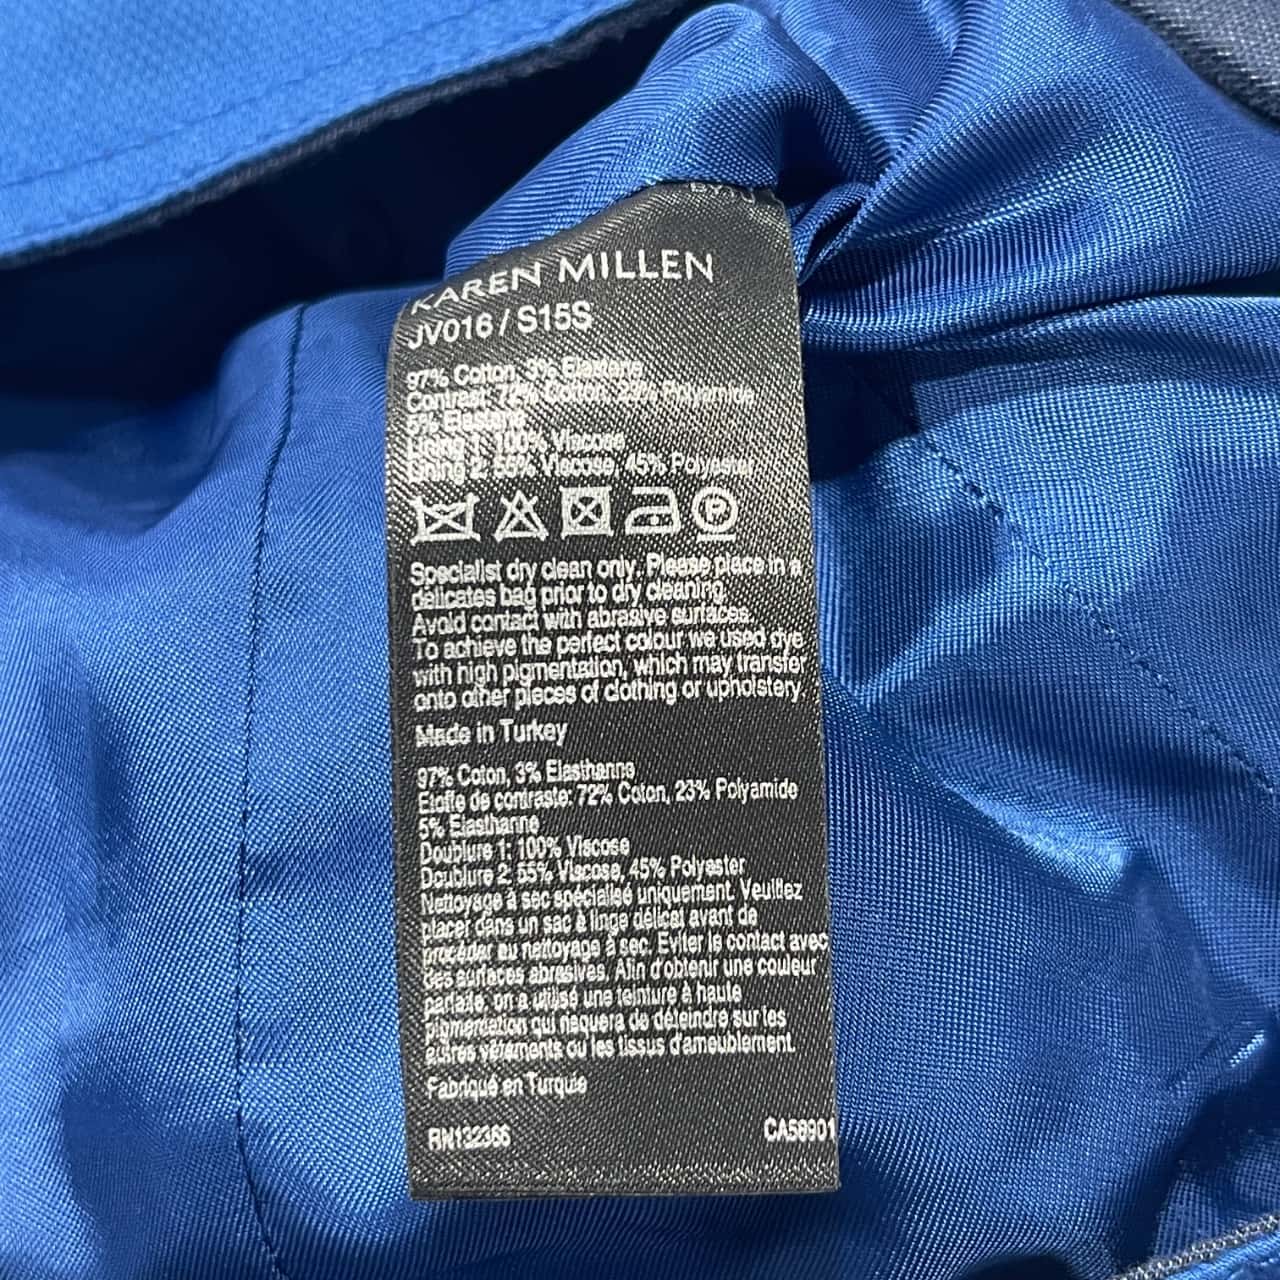 KAREN MILLEN
JV016 / S15S
97% Cotton, 3% Elastane
Contrast: 72% Cotton, 23% Polyamide,
5% Elastane
Lining 1: 100% Viscose
Lining 2: 55% Viscose, 45% Polyester
P
Specialist dry clean only. Please place in a
delicates bag prior to dry cleaning.
Avoid contact with abrasive surfaces.
To achieve the perfect colour we used dye
with high pigmentation, which may transfer
onto other pieces of clothing or upholstery.
Made in Turkey
97% Coton, 3% Elasthanne
Etoffe de contraste: 72% Coton, 23% Polyamide
5% Elasthanne
Doublure 1: 100% Viscose
Doublure 2: 55% Viscose, 45% Polyester
Nettoyage à sec spécialisé uniquement. Veuillez
placer dans un sac à linge délicat avant de
procéder au nettoyage à sec. Eviter le contact avec
des surfaces abrasives. Afin d'obtenir une couleur
parfaite, on a utilisé une teinture à haute
pigmentation qui risquera de déteindre sur les
autres vêtements ou les tissus d'ameublement.
Fabriqué en Turquie
RN132366
CA58901